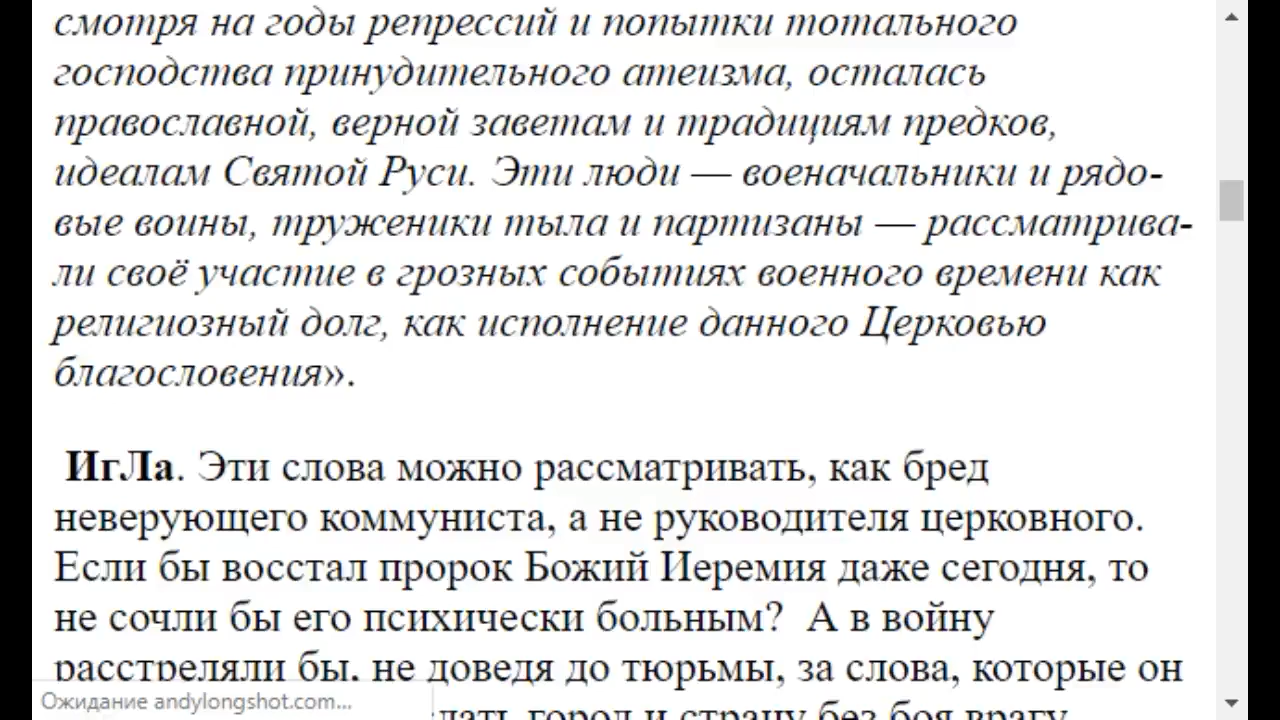 смотря на годы репрессий и попытки тотального
господства принудительного атеизма, осталась
православной, верной заветам и традициям предков,
идеалам Святой Руси. Эти люди — военачальники и рядо-
вые воины, труженики тыла и партизаны — рассматрива-
ли своё участие в грозных событиях военного времени как
религиозный долг, как исполнение данного Церковью
благословения».
ИгЛа. Эти слова можно рассматривать, как бред
неверующего коммуниста, а не руководителя церковного.
Если бы восстал пророк Божий Иеремия даже сегодня, то
не сочли бы его психически больным? А в войну
расстреляли бы, не доведя до тюрьмы, за слова, которые он
город и страну без боя врагу
Ожидание andylongshot.com...